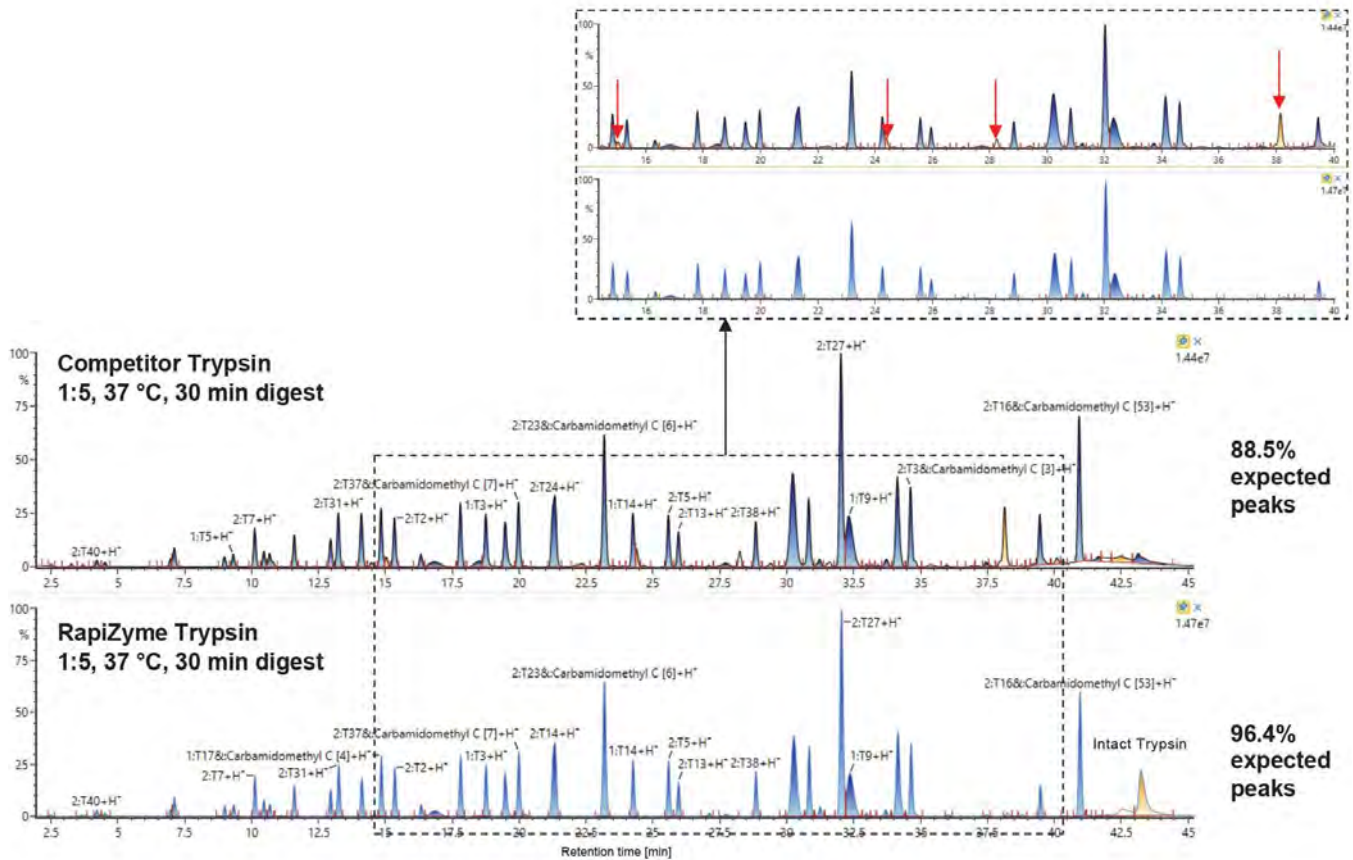 100
%
50
0
1.44e7
16 18 20 22 24 26 28 30 32 34 36 38 40
100
%
50
0
1.47e7
16 18 20 22 24 26 28 30 32 34 36 38 40
Competitor Trypsin
1:5, 37 °C, 30 min digest
100
%
75
50
25
0
1.44e7
2:T27+H⁺
2:T16&:Carbamidomethyl C [53]+H⁺
2:T23&:Carbamidomethyl C [6]+H⁺
2:T37&:Carbamidomethyl C [7]+H⁺
2:T3&:Carbamidomethyl C [3]+H⁺
2:T24+H⁺
2:T5+H⁺
1:T9+H⁺
2:T31+H⁺
1:T3+H⁺
1:T14+H⁺
2:T13+H⁺
2:T38+H⁺
2:T7+H⁺
2:T2+H⁺
1:T5+H⁺
2:T40+H⁺
2.5 5 7.5 10 12.5 15 17.5 20 22.5 25 27.5 30 32.5 35 37.5 40 42.5 45
88.5%
expected
peaks
RapiZyme Trypsin
1:5, 37 °C, 30 min digest
100
%
75
50
25
0
1.47e7
2:T27+H⁺
2:T23&:Carbamidomethyl C [6]+H⁺
2:T16&:Carbamidomethyl C [53]+H⁺
2:T37&:Carbamidomethyl C [7]+H⁺
2:T14+H⁺
1:T17&:Carbamidomethyl C [4]+H⁺
1:T3+H⁺
1:T14+H⁺
2:T5+H⁺
2:T7+H⁺
2:T31+H⁺
2:T2+H⁺
2:T13+H⁺
2:T38+H⁺
1:T9+H⁺
Intact Trypsin
2:T40+H⁺
2.5 5 7.5 10 12.5 15 17.5 20 22.5 25 27.5 30 32.5 35 37.5 40 42.5 45
Retention time [min]
96.4%
expected
peaks